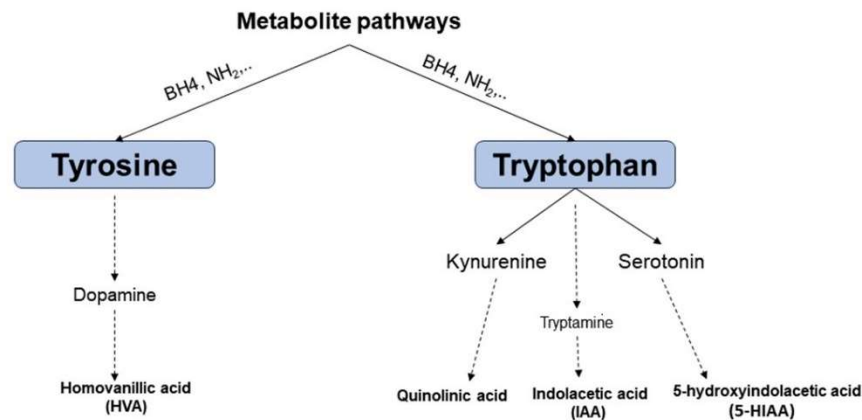 Metabolite pathways
BH4, NH2,..
BH4, NH2,..
Tyrosine
Tryptophan
Kynurenine
Serotonin
Dopamine
Tryptamine
Homovanillic acid
(HVA)
Quinolinic acid
Indolacetic acid
(IAA)
5-hydroxyindolacetic acid
(5-HIAA)